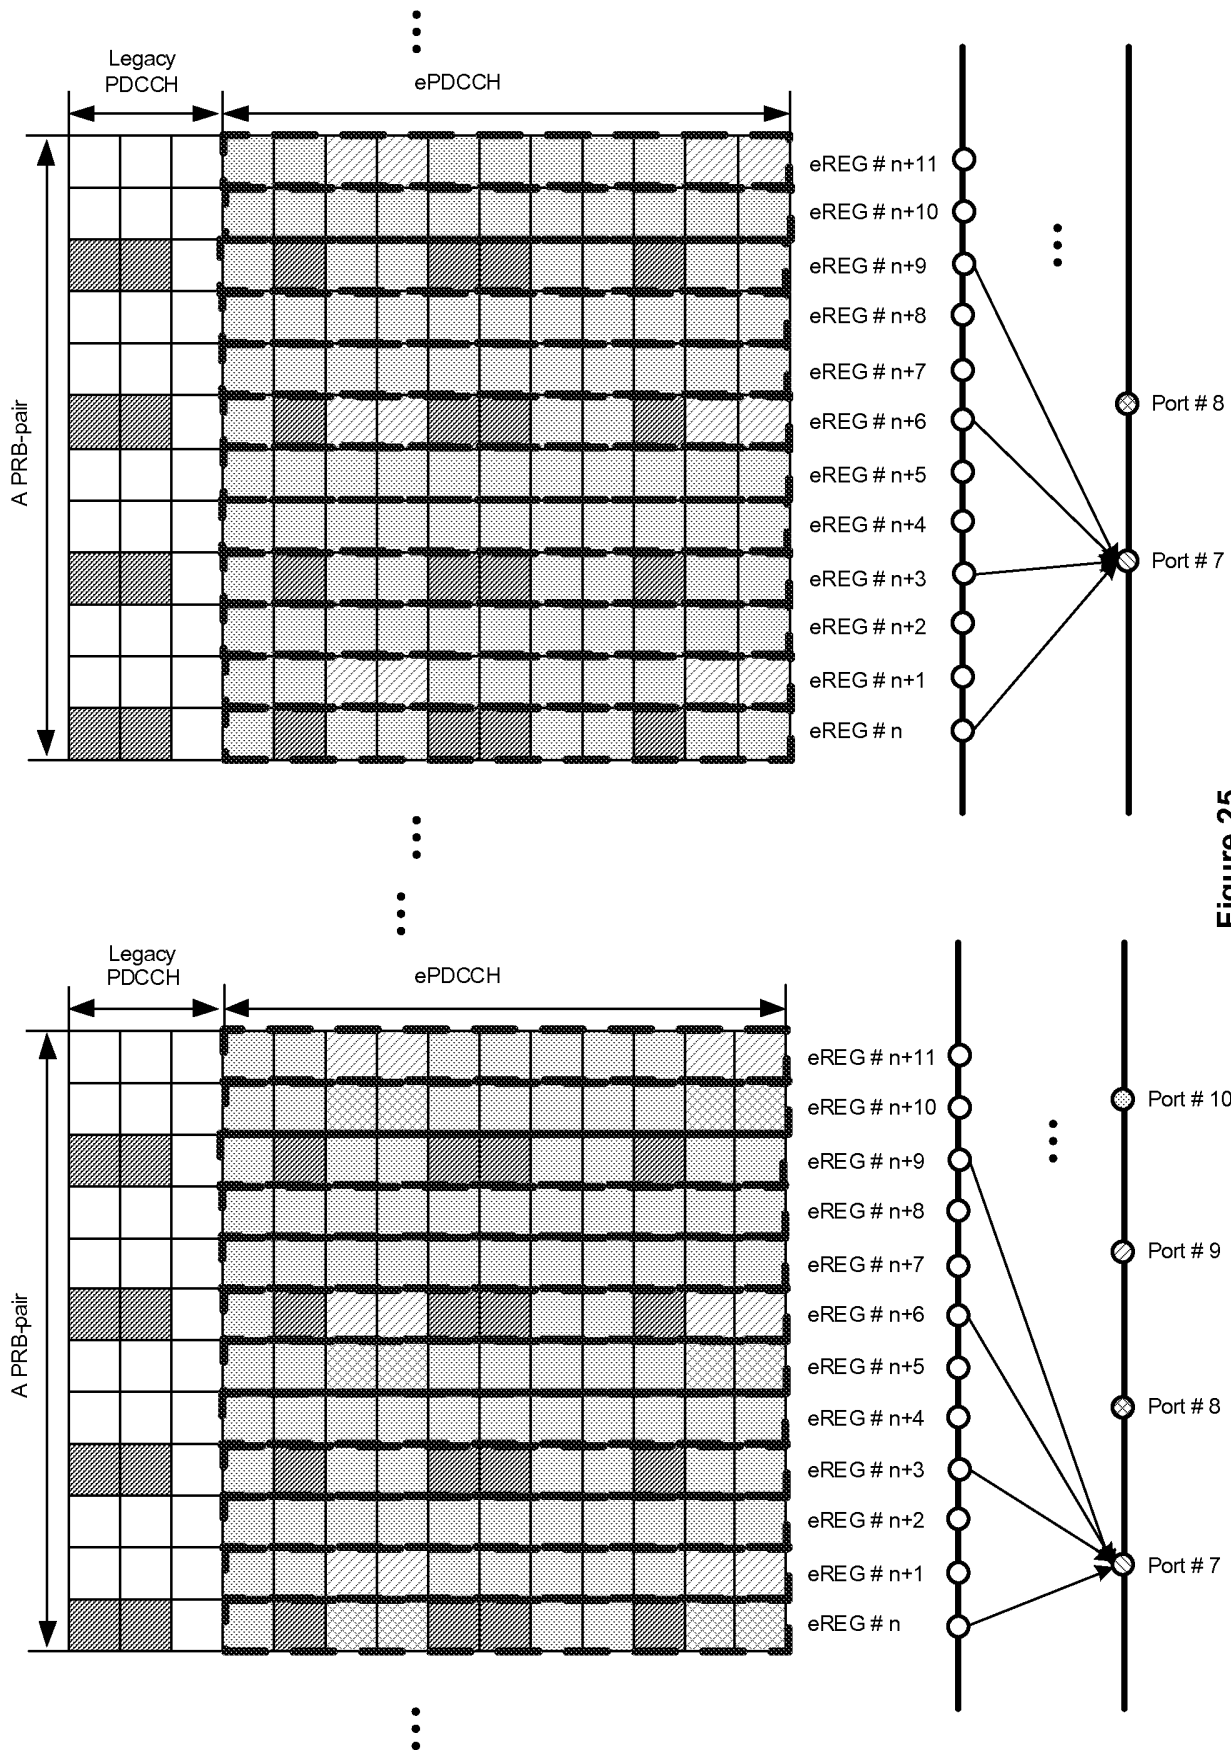 Legacy
PDCCH
ePDCCH
A PRB-pair
eREG # n+11
eREG # n+10
eREG # n+9
eREG # n+8
eREG # n+7
eREG # n+6
eREG # n+5
eREG # n+4
eREG # n+3
eREG # n+2
eREG # n+1
eREG # n
Port # 8
Port # 7
Figure 25
Legacy
PDCCH
ePDCCH
A PRB-pair
eREG # n+11
eREG # n+10
eREG # n+9
eREG # n+8
eREG # n+7
eREG # n+6
eREG # n+5
eREG # n+4
eREG # n+3
eREG # n+2
eREG # n+1
eREG # n
Port # 10
Port # 9
Port # 8
Port # 7